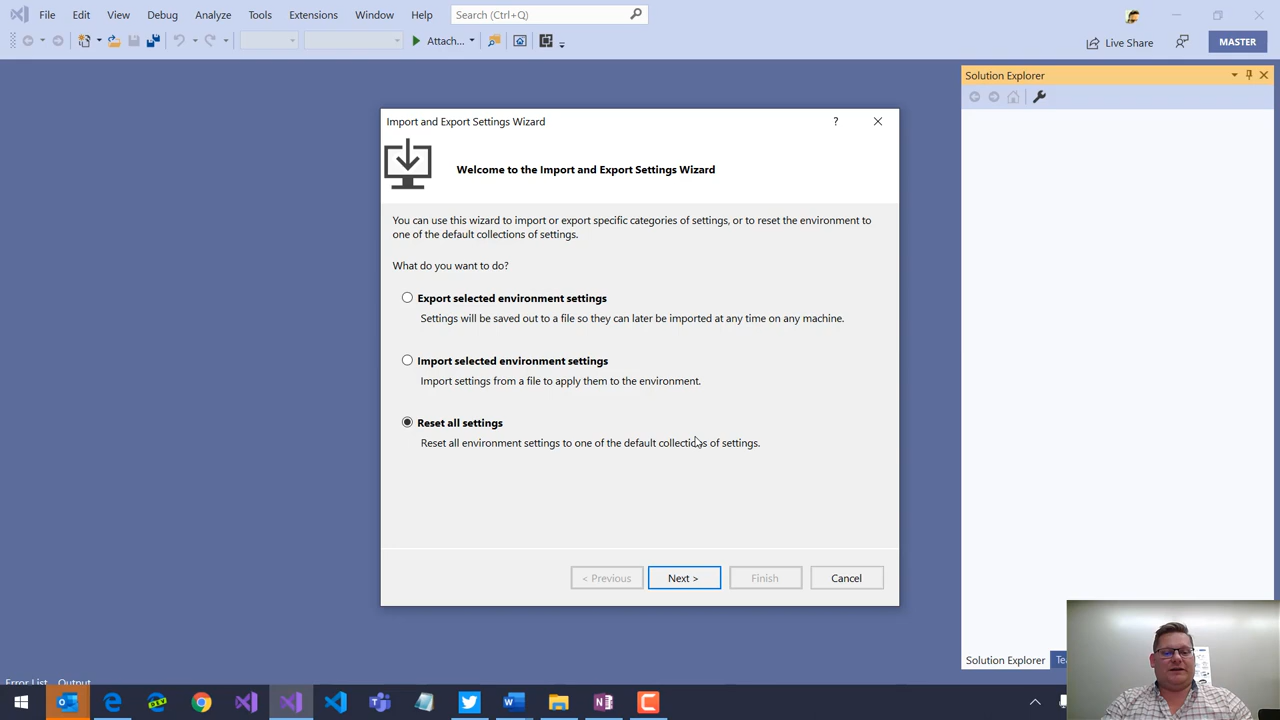 File Edit View Debug Analyze Tools Extensions Window Help Search (Ctrl+Q)
Attach... Live Share MASTER
Solution Explorer
Import and Export Settings Wizard ?
Welcome to the Import and Export Settings Wizard
You can use this wizard to import or export specific categories of settings, or to reset the environment to
one of the default collections of settings.
What do you want to do?
Export selected environment settings
Settings will be saved out to a file so they can later be imported at any time on any machine.
Import selected environment settings
Import settings from a file to apply them to the environment.
Reset all settings
Reset all environment settings to one of the default collections of settings.
< Previous Next > Finish Cancel
Solution Explorer
Error List Output